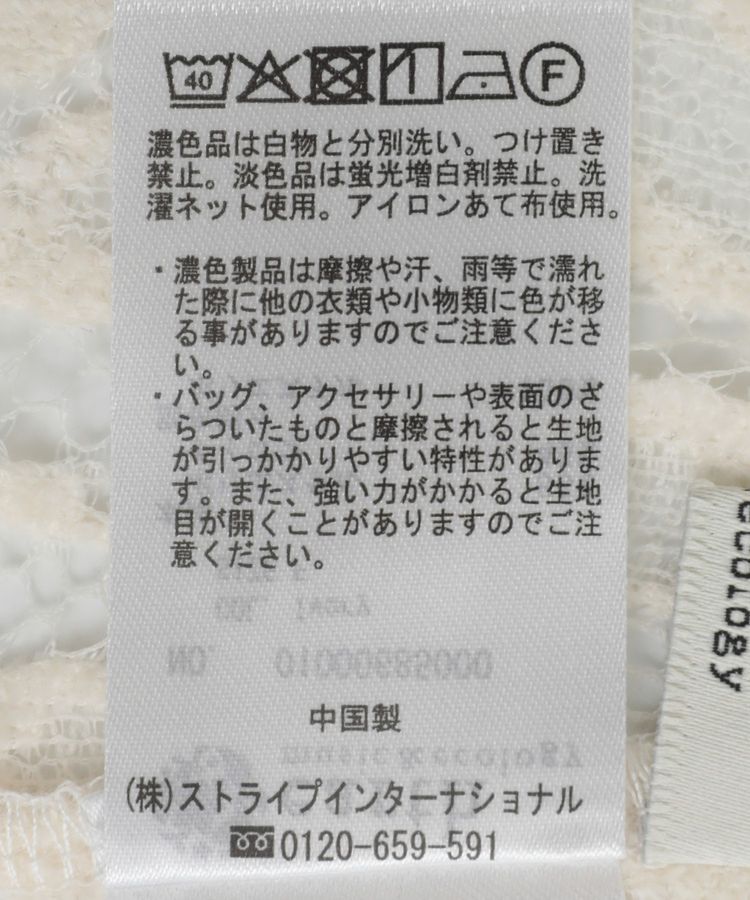 40 F
濃色品は白物と分別洗い。つけ置き
禁止。淡色品は蛍光増白剤禁止。洗
濯ネット使用。アイロンあて布使用。
・濃色製品は摩擦や汗、雨等で濡れ
た際に他の衣類や小物類に色が移
る事がありますのでご注意くださ
い。
・バッグ、アクセサリーや表面のざ
らついたものと摩擦されると生地
が引っかかりやすい特性がありま
す。また、強い力がかかると生地
目が開くことがありますのでご注
意ください。
COL. Ivory
NO. 01000685000
中国製
music&ecology
(株)ストライプインターナショナル
0120-659-591
ecology